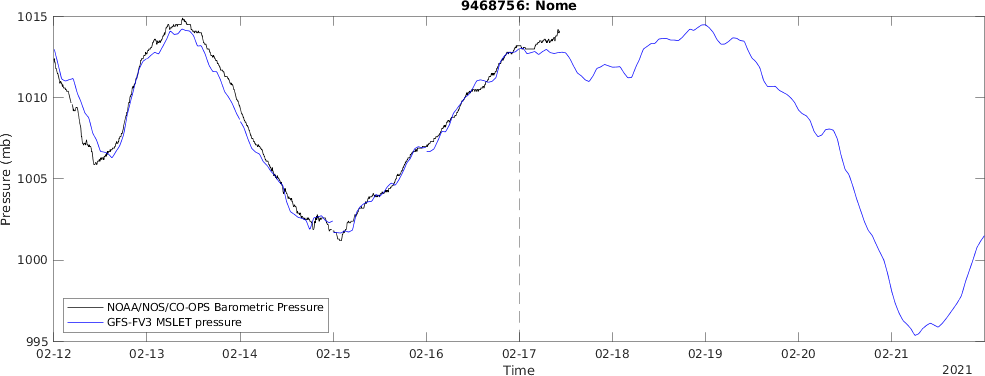 9468756: Nome
1015
1010
1005
1000
995
Pressure (mb)
NOAA/NOS/CO-OPS Barometric Pressure
GFS-FV3 MSLET pressure
02-12 02-13 02-14 02-15 02-16 02-17 02-18 02-19 02-20 02-21
Time
2021